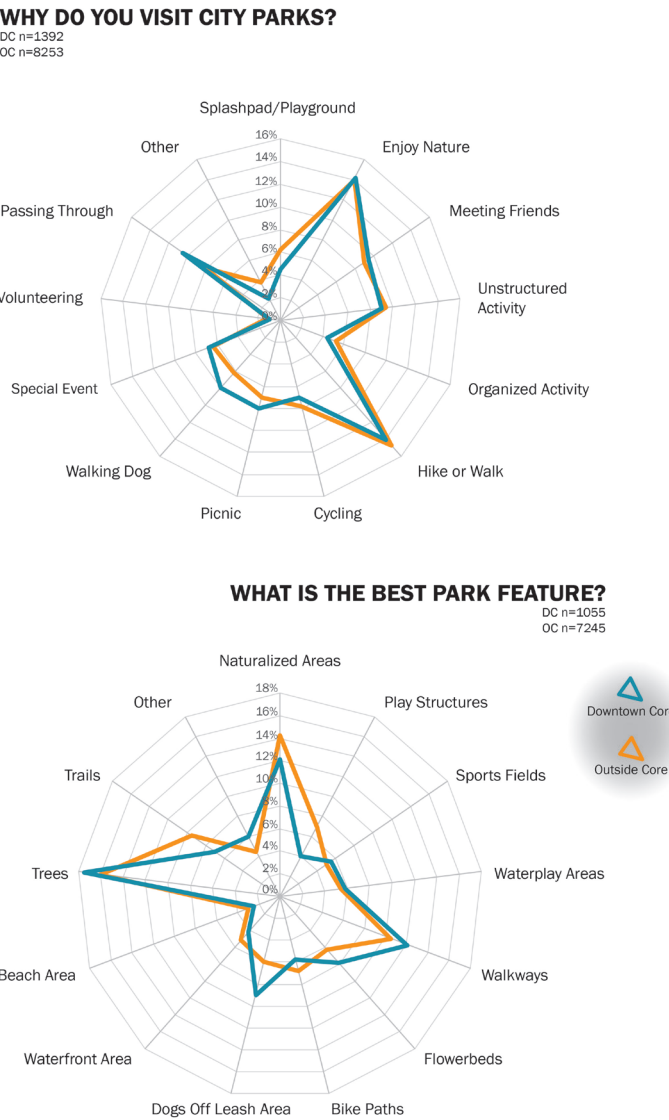 WHY DO YOU VISIT CITY PARKS?
DC n=1392
OC n=8253
Splashpad/Playground
Other
Enjoy Nature
Passing Through
Meeting Friends
Volunteering
Unstructured
Activity
Special Event
Organized Activity
Walking Dog
Hike or Walk
Picnic
Cycling
16%
14%
12%
10%
8%
6%
4%
2%
0%
WHAT IS THE BEST PARK FEATURE?
DC n=1055
OC n=7245
Naturalized Areas
Other
Play Structures
Trails
Sports Fields
Trees
Waterplay Areas
Beach Area
Walkways
Waterfront Area
Flowerbeds
Dogs Off Leash Area
Bike Paths
18%
16%
14%
12%
10%
8%
6%
4%
2%
0%
Downtown Cor
Outside Core